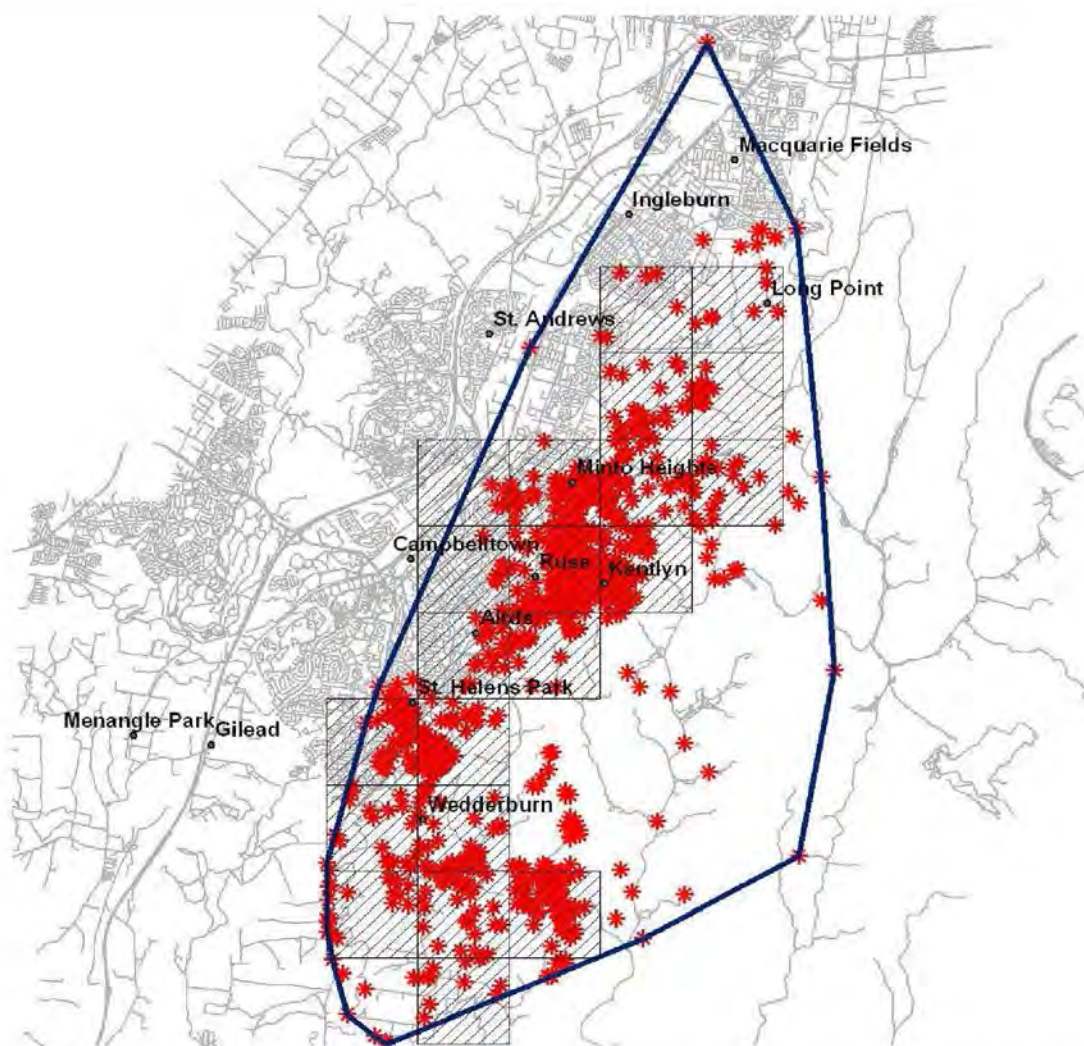 Macquarie Fields
Ingleburn
Long Point
St. Andrews
Minto Heights
Campbelltown
Ruse
Kentlyn
Airds
St. Helens Park
Menangle Park
Gilead
Wedderburn